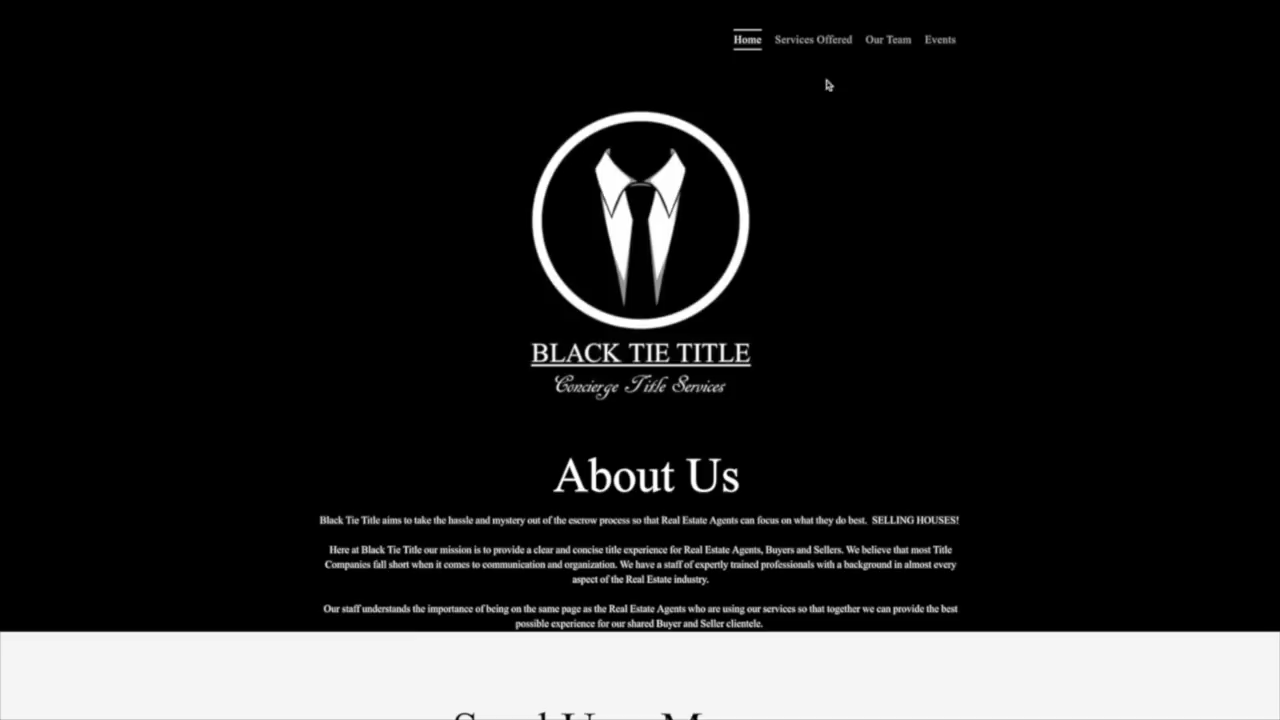 Home Services Offered Our Team Events
BLACK TIE TITLE
Concierge Title Services
About Us
Black Tie Title aims to take the hassle and mystery out of the escrow process so that Real Estate Agents can focus on what they do best. SELLING HOUSES!
Here at Black Tie Title our mission is to provide a clear and concise title experience for Real Estate Agents, Buyers and Sellers. We believe that most Title
Companies fall short when it comes to communication and organization. We have a staff of expertly trained professionals with a background in almost every
aspect of the Real Estate industry.
Our staff understands the importance of being on the same page as the Real Estate Agents who are using our services so that together we can provide the best
possible experience for our shared Buyer and Seller clientele.